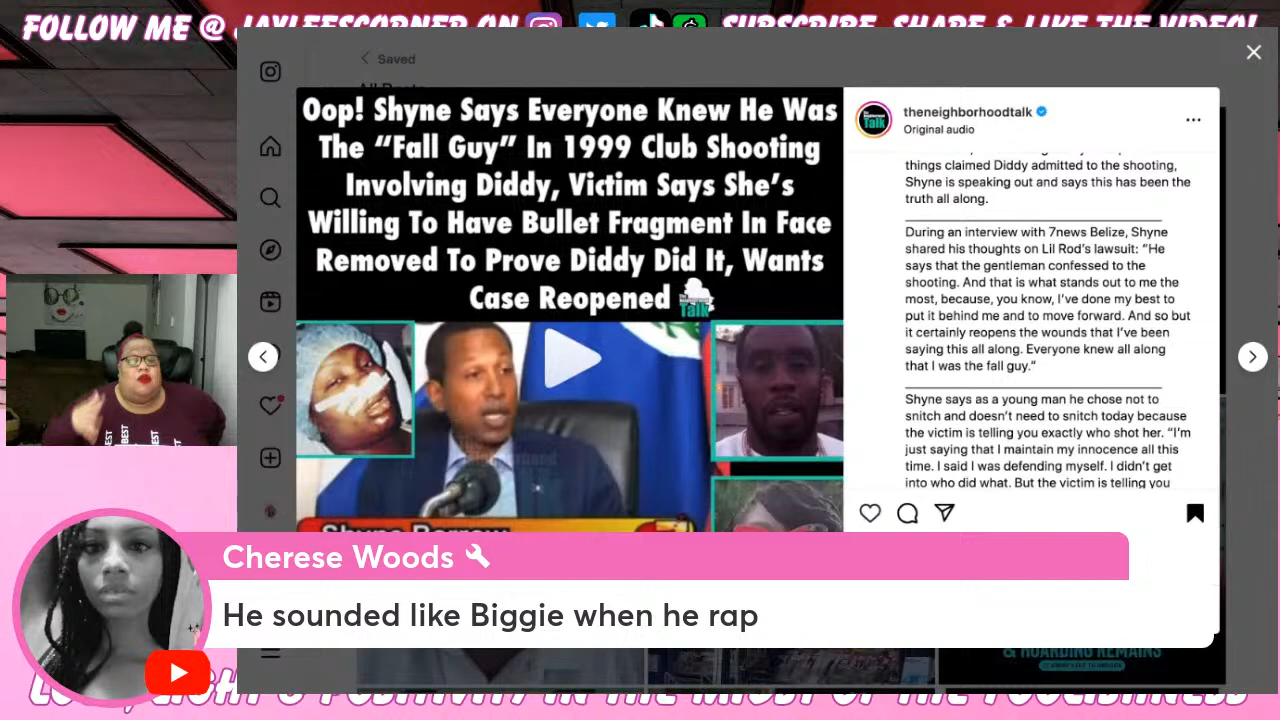 FOLLOW ME @ JAYLEESCORNER ON
SUBSCRIBE, SHARE & LIKE THE VIDEO!
Saved
Oop! Shyne Says Everyone Knew He Was
The “Fall Guy” In 1999 Club Shooting
Involving Diddy, Victim Says She’s
Willing To Have Bullet Fragment In Face
Removed To Prove Diddy Did It, Wants
Case Reopened
Talk
theneighborhoodtalk
Original audio
things claimed Diddy admitted to the shooting,
Shyne is speaking out and says this has been the
truth all along.
During an interview with 7news Belize, Shyne
shared his thoughts on Lil Rod’s lawsuit: “He
says that the gentleman confessed to the
shooting. And that is what stands out to me the
most, because, you know, I’ve done my best to
put it behind me and to move forward. And so but
it certainly reopens the wounds that I’ve been
saying this all along. Everyone knew all along
that I was the fall guy.“
Shyne says as a young man he chose not to
snitch and doesn’t need to snitch today because
the victim is telling you exactly who shot her. “I’m
just saying that I maintain my innocence all this
time. I said I was defending myself. I didn’t get
into who did what. But the victim is telling you
Cherese Woods
He sounded like Biggie when he rap
& HOARDING REMAINS